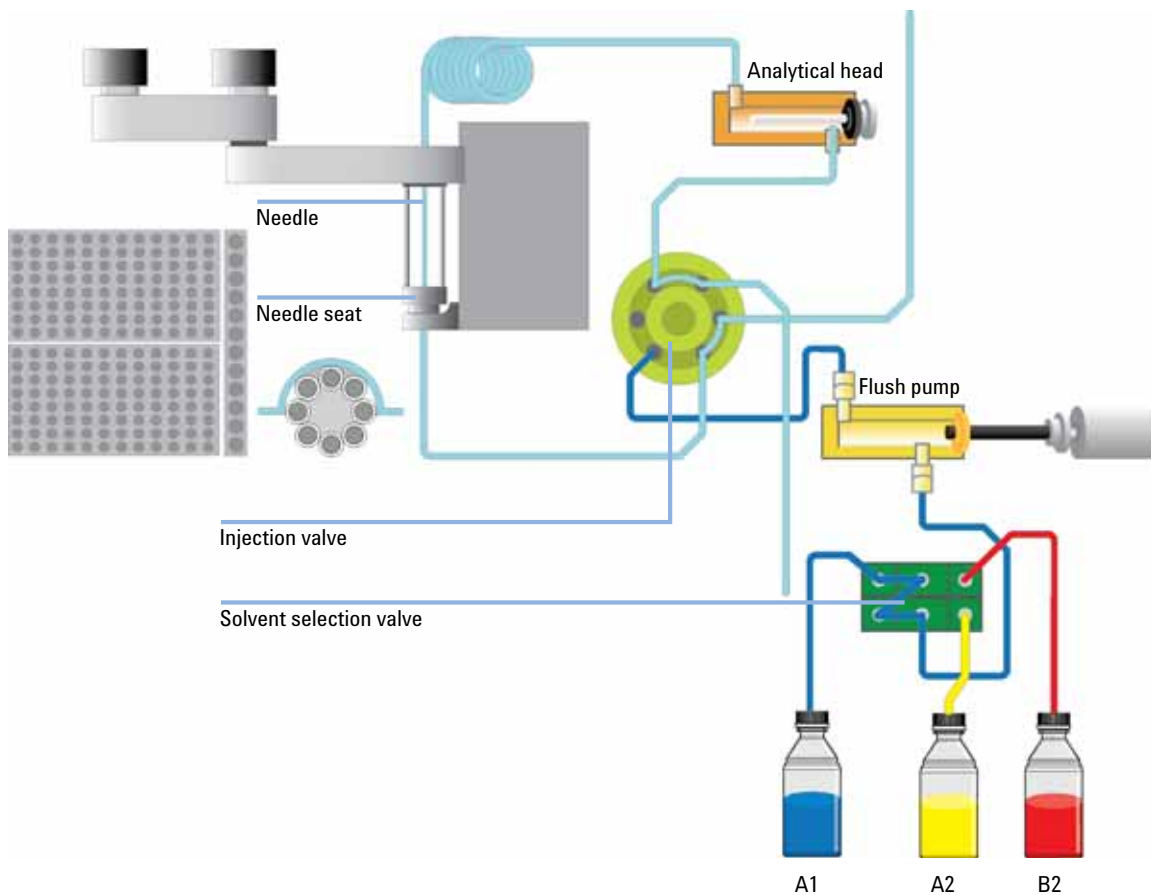 Analytical head
Needle
Needle seat
Flush pump
Injection valve
Solvent selection valve
A1
A2
B2